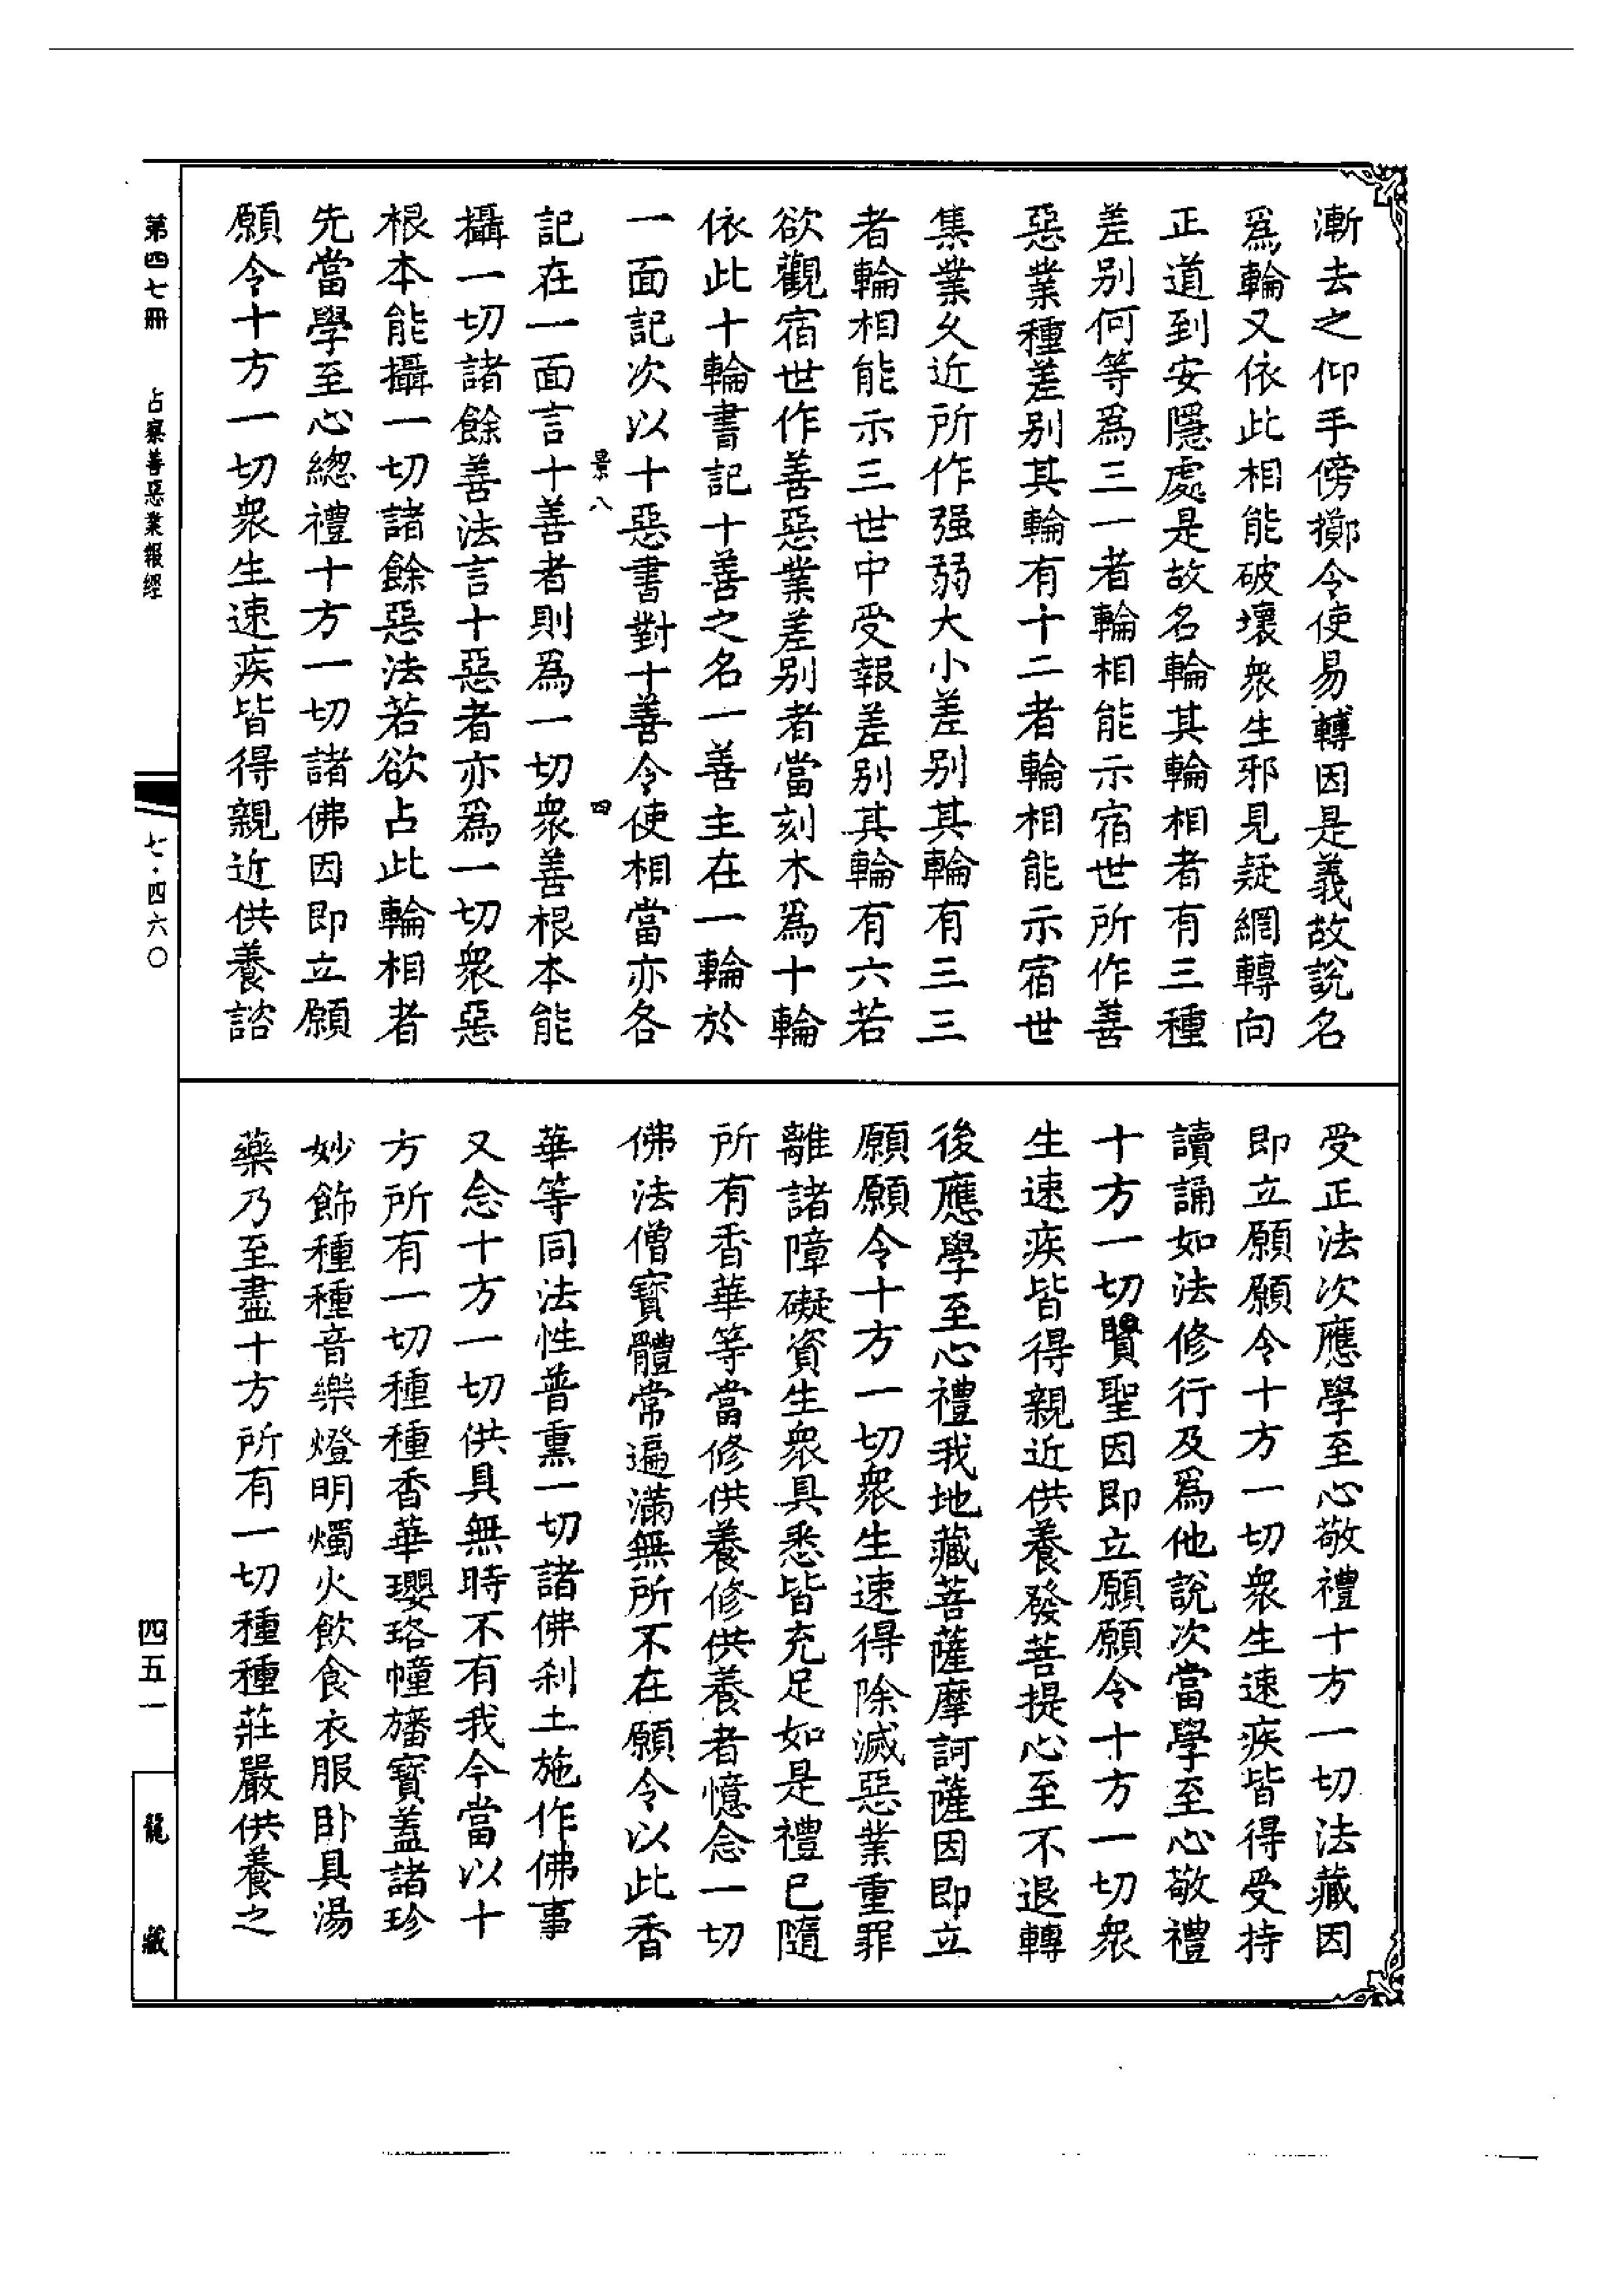 漸去之仰手傍擲令使易轉因是義故說名
爲輪又依此相能破壞衆生邪見疑網轉向
正道到安隱處是故名輪其輪相者有三種
差别何等爲三一者輪相能示宿世所作善
惡業種差别其輪有十二者輪相能示宿世
集業久近所作强弱大小差别其輪有三三
者輪相能示三世中受報差别其輪有六若
欲觀宿世作善惡業差别者當刻木爲十輪
依此十輪書記十善之名一善主在一輪於
一面記次以十惡書對十善令使相當亦各
景八 四
記在一面言十善者則爲一切衆善根本能
攝一切諸餘善法言十惡者亦爲一切衆惡
根本能攝一切諸餘惡法若欲占此輪相者
先當學至心緫禮十方一切諸佛因即立願
願令十方一切衆生速疾皆得親近供養諮
受正法次應學至心敬禮十方一切法藏因
即立願願令十方一切衆生速疾皆得受持
讀誦如法修行及爲他說次當學至心敬禮
十方一切賢聖因即立願願令十方一切衆
生速疾皆得親近供養發菩提心至不退轉
後應學至心禮我地藏菩薩摩訶薩因即立
願願令十方一切衆生速得除滅惡業重罪
離諸障礙資生衆具悉皆充足如是禮已隨
所有香華等當修供養修供養者憶念一切
佛法僧寶體常遍滿無所不在願令以此香
華等同法性普熏一切諸佛刹土施作佛事
又念十方一切供具無時不有我今當以十
方所有一切種種香華瓔珞幢旛寶蓋諸珍
妙飾種種音樂燈明燭火飲食衣服卧具湯
藥乃至盡十方所有一切種種莊嚴供養之
第四七冊 占察善惡業報經
七·四六〇
四五一
龍藏